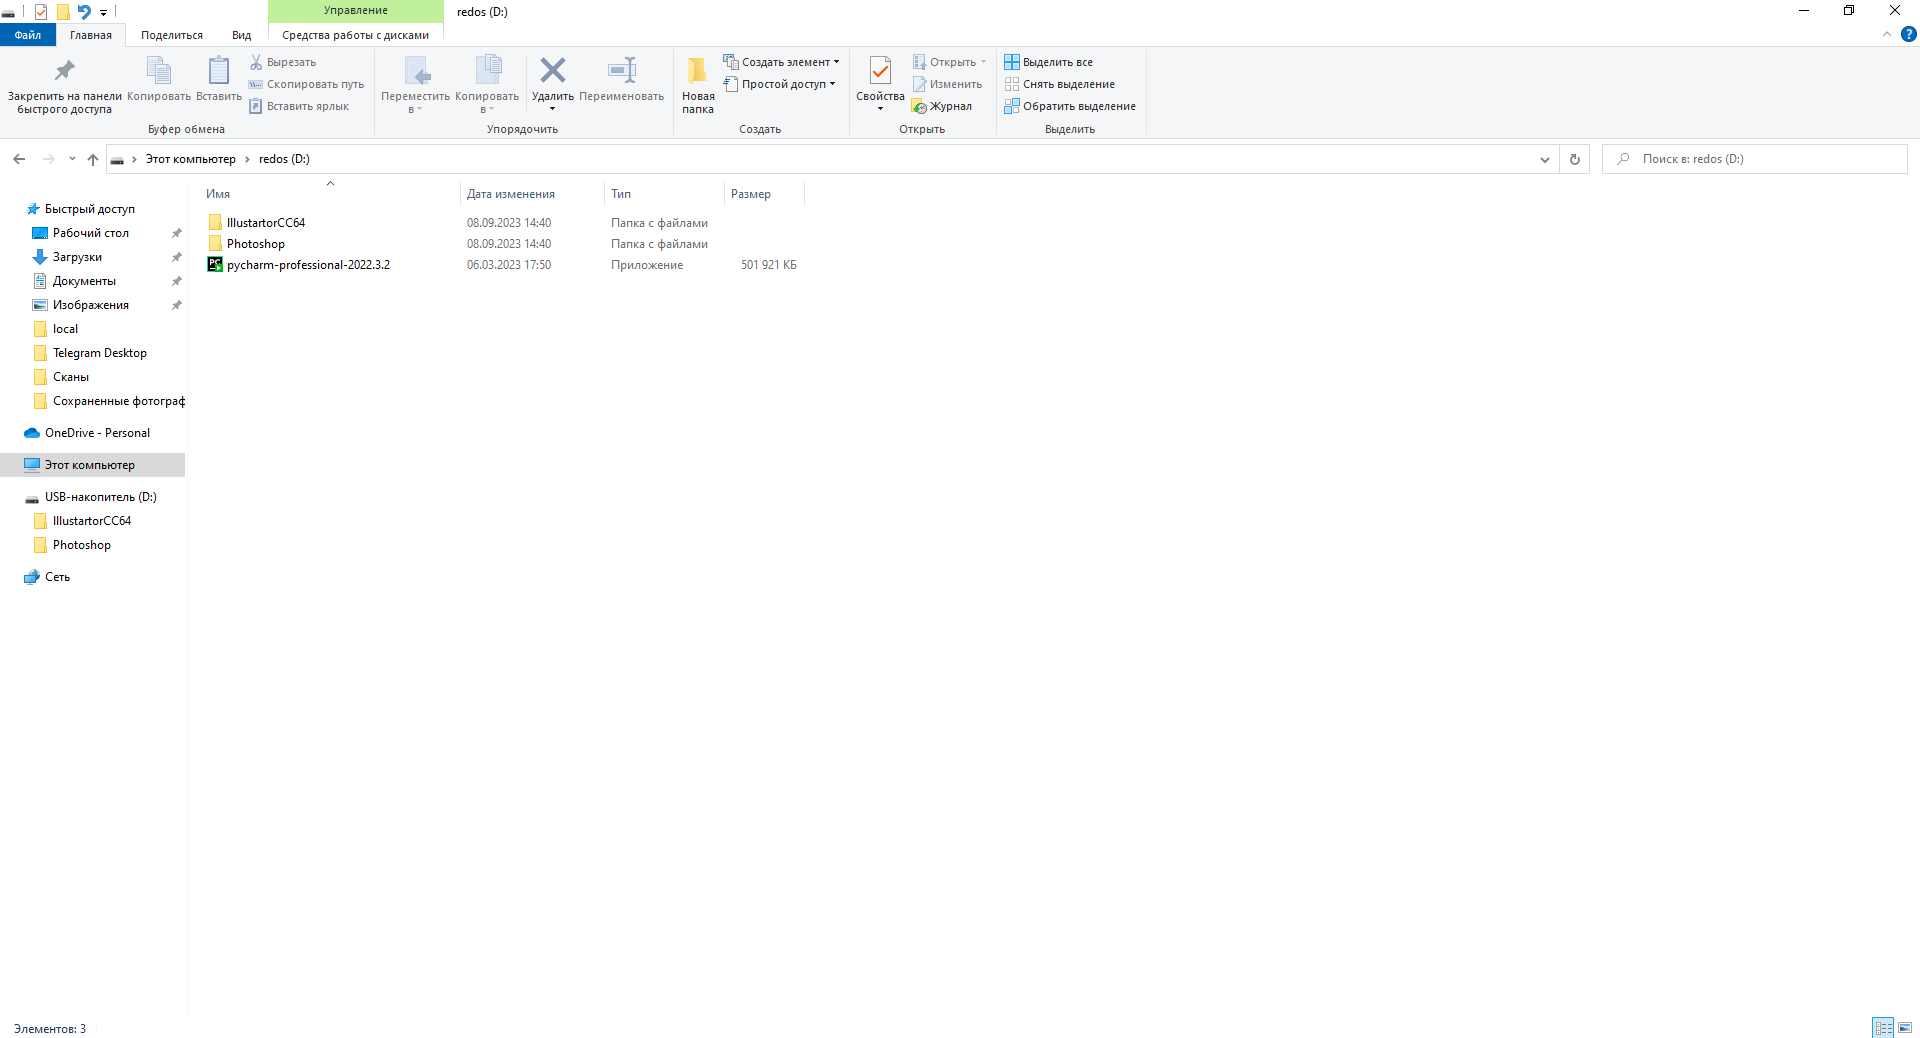 Управление
redos (D:)
Файл
Главная
Поделиться
Вид
Средства работы с дисками
Закрепить на панели
быстрого доступа
Копировать
Вставить
Вырезать
Скопировать путь
Вставить ярлык
Буфер обмена
Переместить
в
Копировать
в
Удалить
Переименовать
Упорядочить
Новая
папка
Создать элемент
Простой доступ
Создать
Свойства
Открыть
Изменить
Журнал
Открыть
Выделить все
Снять выделение
Обратить выделение
Выделить
Этот компьютер
redos (D:)
Поиск в: redos (D:)
Быстрый доступ
Рабочий стол
Загрузки
Документы
Изображения
local
Telegram Desktop
Сканы
Сохраненные фотограф
OneDrive - Personal
Этот компьютер
USB-накопитель (D:)
IllustartorCC64
Photoshop
Сеть
Имя Дата изменения Тип Размер
IllustartorCC64 08.09.2023 14:40 Папка с файлами
Photoshop 08.09.2023 14:40 Папка с файлами
PC pycharm-professional-2022.3.2 06.03.2023 17:50 Приложение 501 921 КБ
Элементов: 3